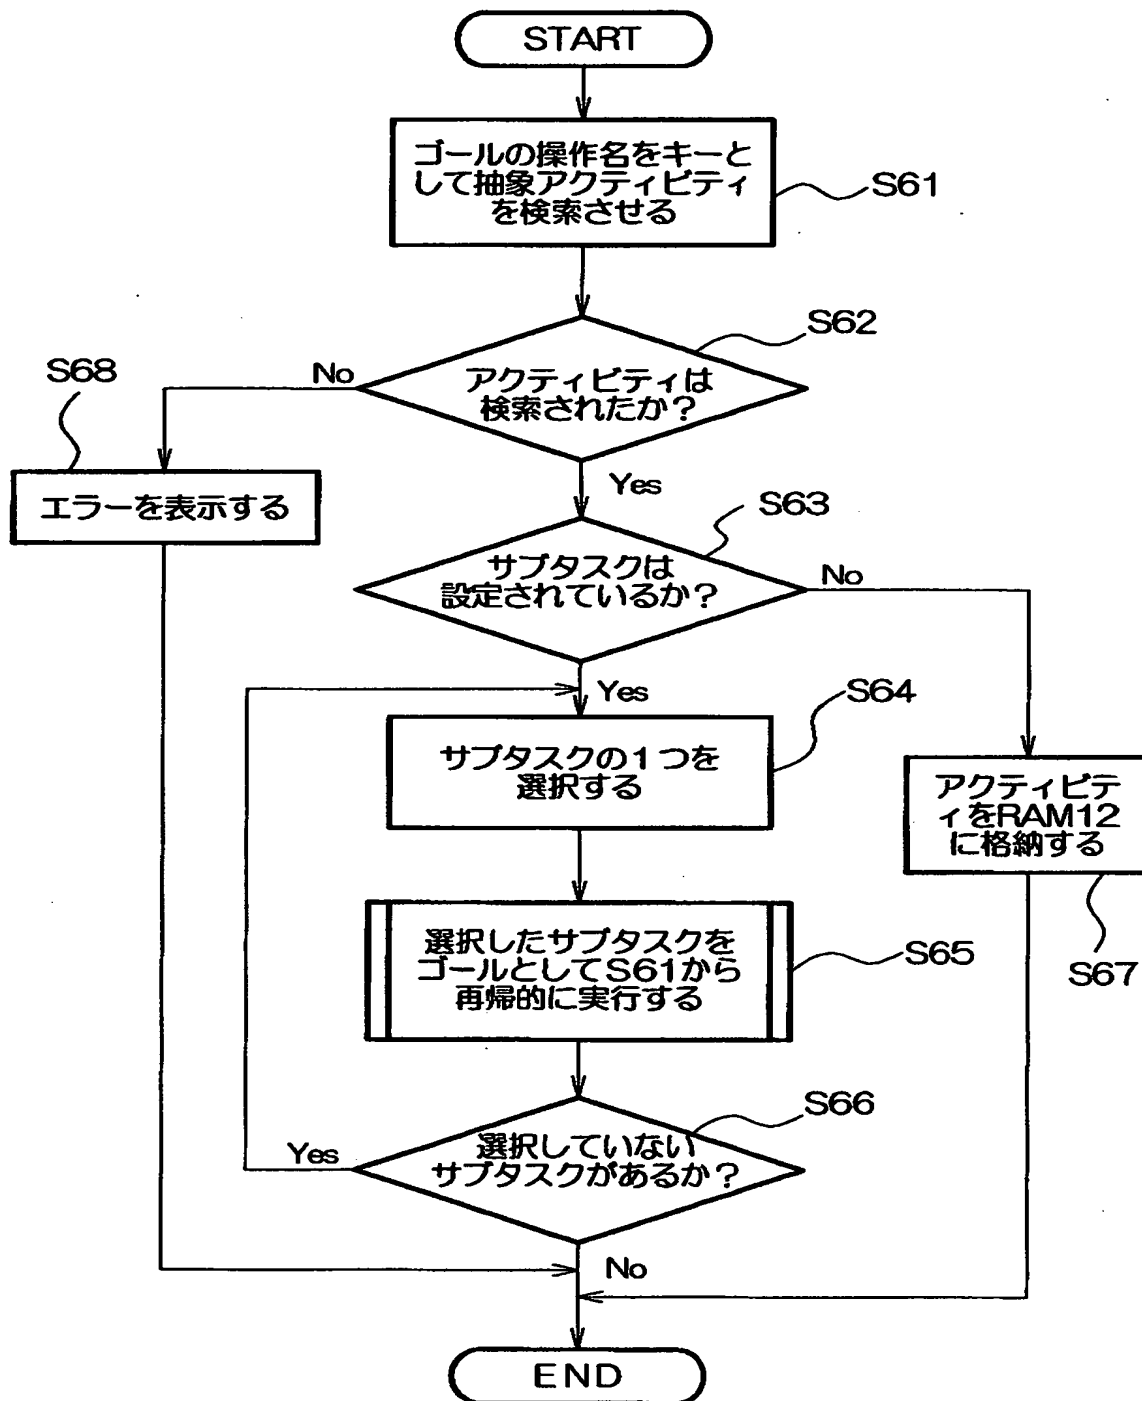 START
ゴールの操作名をキーと
して抽象アクティビティ
を検索させる
S61
S62
アクティビティは
検索されたか？
No
S68
エラーを表示する
Yes
S63
サブタスクは
設定されているか？
No
Yes
S64
サブタスクの１つを
選択する
アクティビテ
ィをRAM12
に格納する
S67
選択したサブタスクを
ゴールとしてS61から
再帰的に実行する
S65
S66
選択していない
サブタスクがあるか？
Yes
No
END